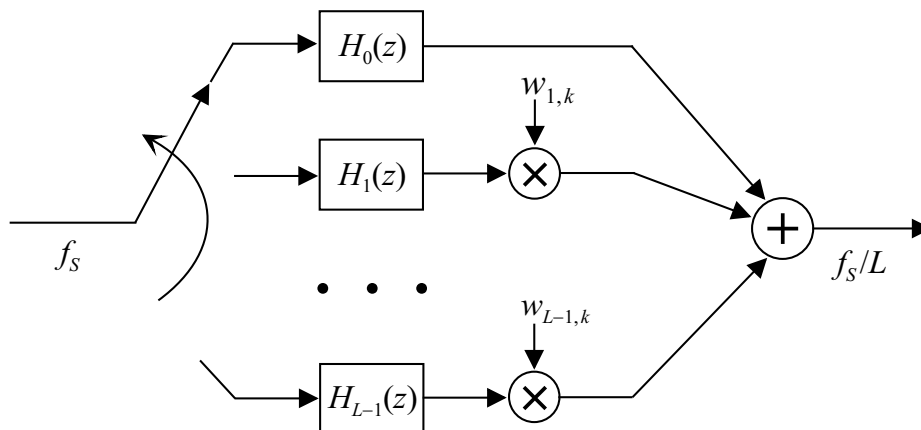 H₀(z)
w₁,ₖ
H₁(z)
f_S
f_S/L
• • •
w_{L−1,k}
H_{L−1}(z)